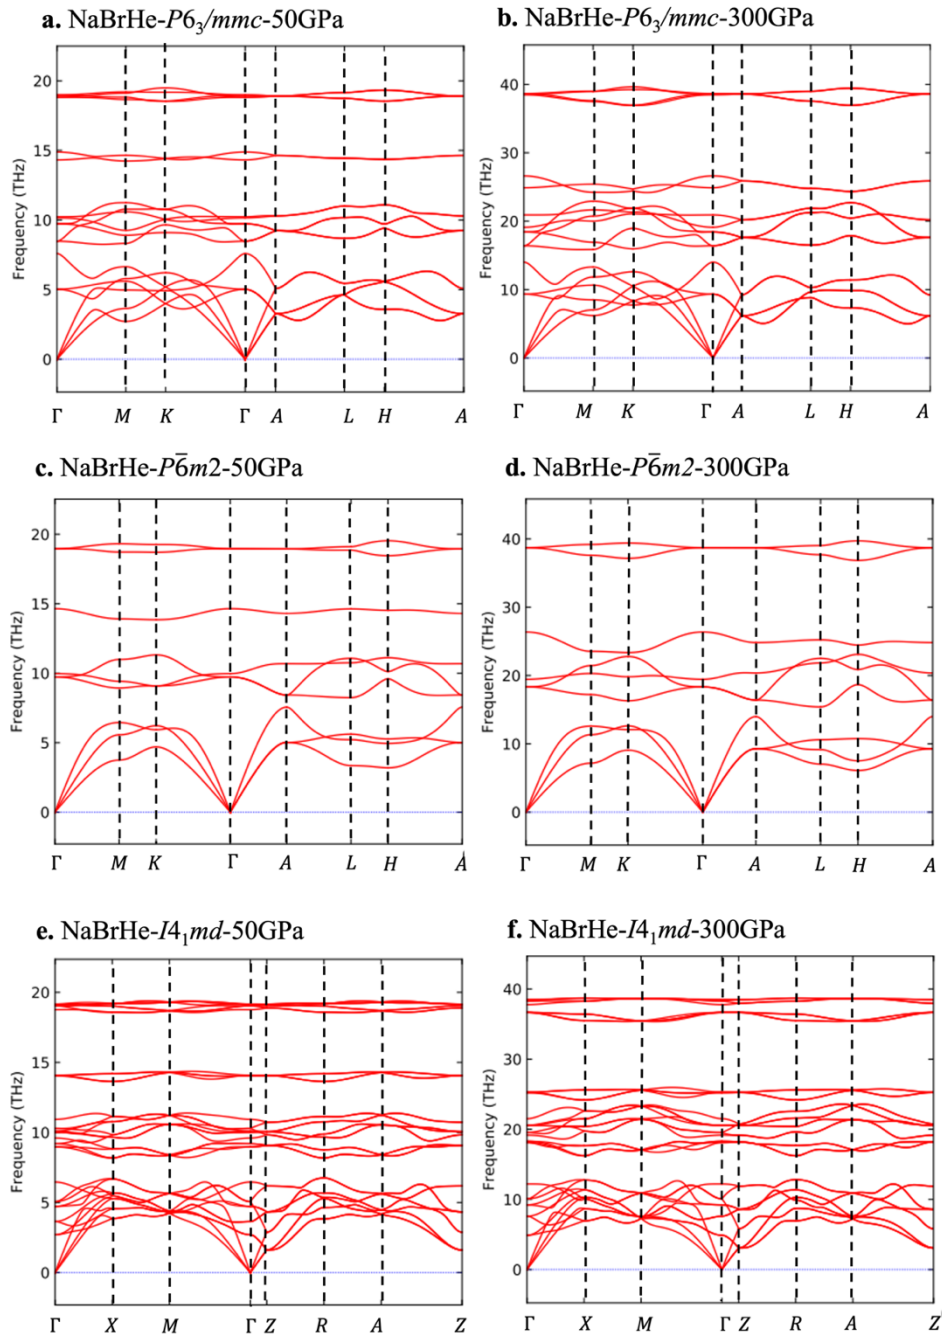 a. NaBrHe-P6₃/mmc-50GPa
20
15
10
5
0
Frequency (THz)
Γ M K Γ A L H A
b. NaBrHe-P6₃/mmc-300GPa
40
30
20
10
0
Frequency (THz)
Γ M K Γ A L H A
c. NaBrHe-P6̅m2-50GPa
20
15
10
5
0
Frequency (THz)
Γ M K Γ A L H A
d. NaBrHe-P6̅m2-300GPa
40
30
20
10
0
Frequency (THz)
Γ M K Γ A L H A
e. NaBrHe-I4₁md-50GPa
20
15
10
5
0
Frequency (THz)
Γ X M Γ Z R A Z
f. NaBrHe-I4₁md-300GPa
40
30
20
10
0
Frequency (THz)
Γ X M Γ Z R A Z